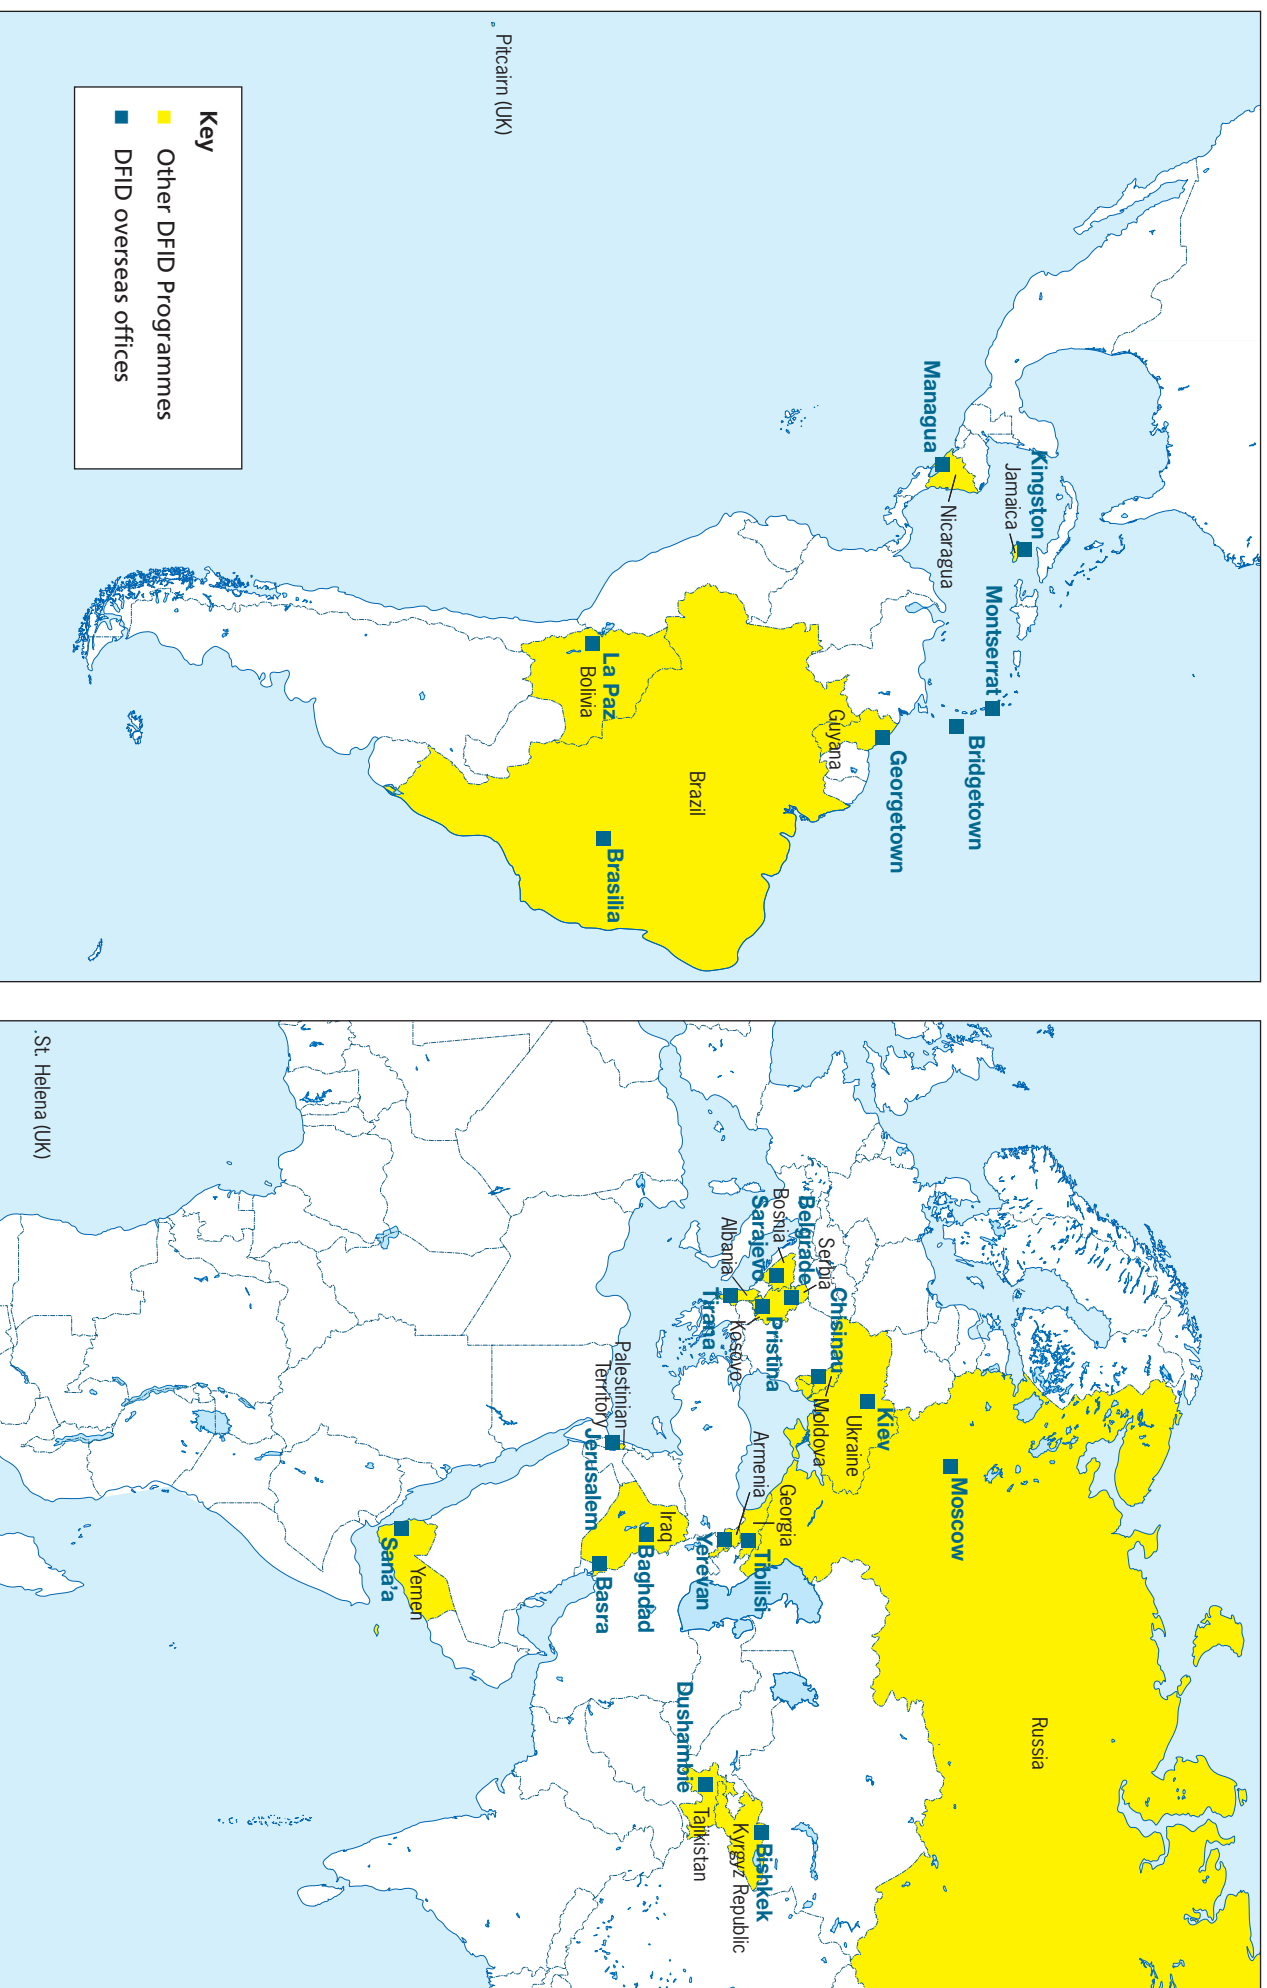 Pitcairn (UK)
Key
Other DFID Programmes
DFID overseas offices
Kingston
Jamaica
Managua
Nicaragua
Montserrat
Bridgetown
Georgetown
Guyana
Brazil
La Paz
Bolivia
Brasilia
.St. Helena (UK)
Moscow
Russia
Kiev
Ukraine
Chisinau
Moldova
Serbia
Belgrade
Bosnia
Sarajevo
Pristina
Kosovo
Albania
Tirana
Georgia
Tibilisi
Armenia
Yerevan
Palestinian
Territory
Jerusalem
Iraq
Baghdad
Basra
Yemen
Sana'a
Bishkek
Kyrgyz Republic
Dushambie
Tajikistan